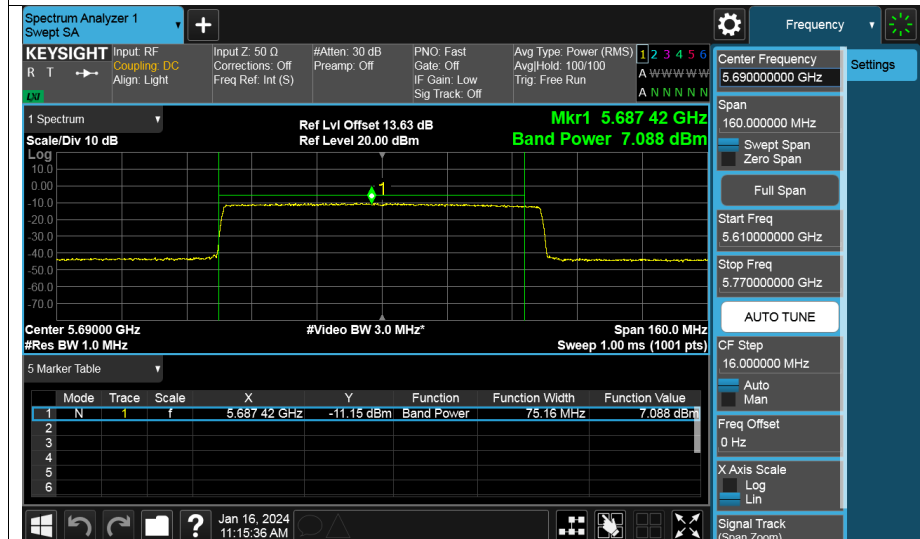 Spectrum Analyzer 1
Swept SA
+
Frequency
KEYSIGHT
R T
LXI
Input: RF
Coupling: DC
Align: Light
Input Z: 50 Ω
Corrections: Off
Freq Ref: Int (S)
#Atten: 30 dB
Preamp: Off
PNO: Fast
Gate: Off
IF Gain: Low
Sig Track: Off
Avg Type: Power (RMS)
Avg|Hold: 100/100
Trig: Free Run
1 2 3 4 5 6
A W W W W W
A N N N N N
1 Spectrum
Scale/Div 10 dB
Ref Lvl Offset 13.63 dB
Ref Level 20.00 dBm
Mkr1 5.687 42 GHz
Band Power 7.088 dBm
Log
10.0
0.00
-10.0
-20.0
-30.0
-40.0
-50.0
-60.0
-70.0
1
Center 5.69000 GHz
#Res BW 1.0 MHz
#Video BW 3.0 MHz*
Span 160.0 MHz
Sweep 1.00 ms (1001 pts)
5 Marker Table
Mode Trace Scale X Y Function Function Width Function Value
1 N 1 f 5.687 42 GHz -11.15 dBm Band Power 75.16 MHz 7.088 dBm
2
3
4
5
6
Jan 16, 2024
11:15:36 AM
?
Center Frequency
5.690000000 GHz
Span
160.000000 MHz
Swept Span
Zero Span
Full Span
Start Freq
5.610000000 GHz
Stop Freq
5.770000000 GHz
AUTO TUNE
CF Step
16.000000 MHz
Auto
Man
Freq Offset
0 Hz
X Axis Scale
Log
Lin
Signal Track
(Span Zoom)
Settings